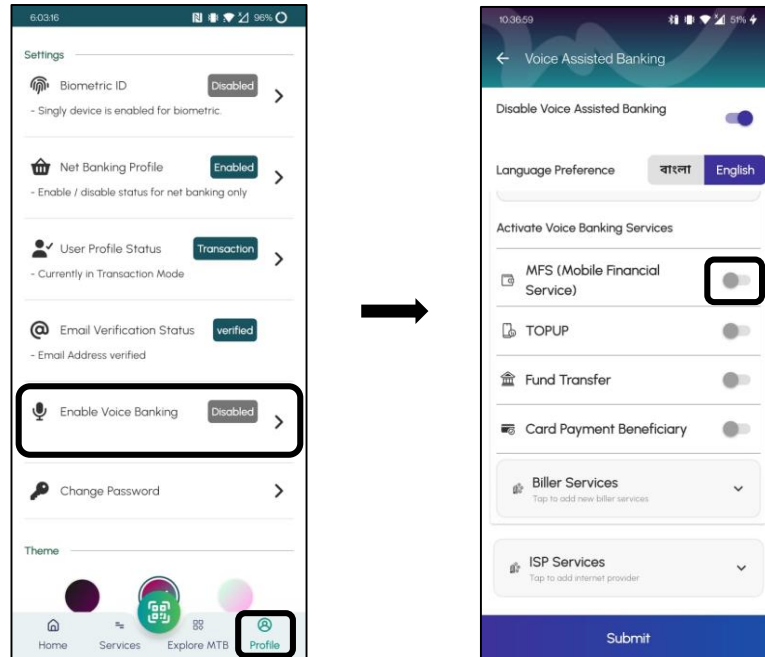 6:03:16
96%
Settings
Biometric ID
Disabled
- Singly device is enabled for biometric.
Net Banking Profile
Enabled
- Enable / disable status for net banking only
User Profile Status
Transaction
- Currently in Transaction Mode
Email Verification Status
verified
- Email Address verified
Enable Voice Banking
Disabled
Change Password
Theme
Home
Services
Explore MTB
Profile
10:36:59
51%
Voice Assisted Banking
Disable Voice Assisted Banking
Language Preference
বাংলা
English
Activate Voice Banking Services
MFS (Mobile Financial
Service)
TOPUP
Fund Transfer
Card Payment Beneficiary
Biller Services
Tap to add new biller services
ISP Services
Tap to add internet provider
Submit